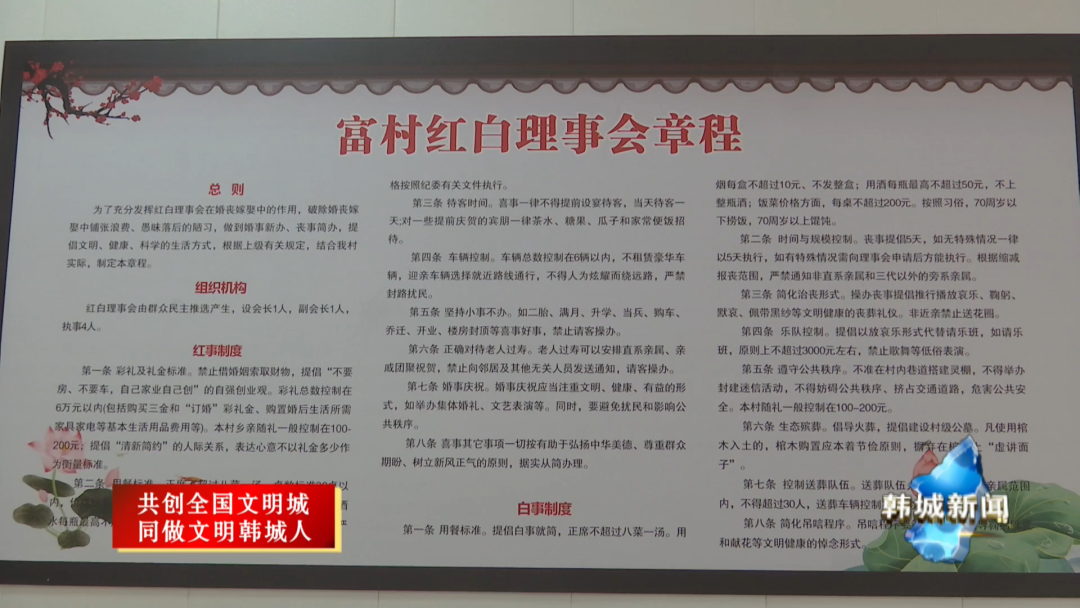 富村红白理事会章程
总 则
为了充分发挥红白理事会在婚丧嫁娶中的作用，破除婚丧嫁
娶中铺张浪费、愚昧落后的陋习，做到婚事新办、丧事简办，提
倡文明、健康、科学的生活方式，根据上级有关规定，结合我村
实际，制定本章程。
组织机构
红白理事会由群众民主推选产生，设会长1人，副会长1人，
执事4人。
红事制度
第一条 彩礼及礼金标准。禁止借婚姻索取财物，提倡“不要
房、不要车，自己家业自己创”的自强创业观。彩礼总数控制在
6万元以内(包括购买三金和“订婚”彩礼金、购置婚后生活所需
家具家电等基本生活用品费用等)。本村乡亲随礼一般控制在100-
200元；提倡“清新简约”的人际关系，表达心意不以礼金多少作
为衡量标准。
第二条 用餐标准。正席不超过八菜一汤，
内，
水每瓶最高不
格按照纪委有关文件执行。
第三条 待客时间。喜事一律不得提前设宴待客，当天待客一
天;对一些提前庆贺的宾朋一律茶水、糖果、瓜子和家常便饭招
待。
第四条 车辆控制。车辆总数控制在6辆以内，不租赁豪华车
辆，迎亲车辆选择就近路线通行，不得人为炫耀而绕远路，严禁
封路扰民。
第五条 坚持小事不办。如二胎、满月、升学、当兵、购车、
乔迁、开业、楼房封顶等喜事好事，禁止请客操办。
第六条 正确对待老人过寿。老人过寿可以安排直系亲属、亲
戚团聚祝贺，禁止向邻居及其他无关人员发送通知，请客操办。
第七条 婚事庆祝。婚事庆祝应当注重文明、健康、有益的形
式，如举办集体婚礼、文艺表演等。同时，要避免扰民和影响公
共秩序。
第八条 喜事其它事项一切按有助于弘扬中华美德、尊重群众
期盼、树立新风正气的原则，据实从简办理。
白事制度
第一条 用餐标准。提倡白事就简，正席不超过八菜一汤。用
烟每盒不超过10元、不发整盒；用酒每瓶最高不超过50元，不上
整瓶酒；饭菜价格方面，每桌不超过200元。按照习俗，70周岁以
下捞饭，70周岁以上馄饨。
第二条 时间与规模控制。丧事提倡5天，如无特殊情况一律
以5天执行，如有特殊情况需向理事会申请后方能执行。根据缩减
报丧范围，严禁通知非直系亲属和三代以外的旁系亲属。
第三条 简化治丧形式。操办丧事提倡推行播放哀乐、鞠躬、
默哀、佩带黑纱等文明健康的丧葬礼仪。非近亲禁止送花圈。
第四条 乐队控制。提倡以放哀乐形式代替请乐班，如请乐
班，原则上不超过3000元左右，禁止歌舞等低俗表演。
第五条 遵守公共秩序。不准在村内巷道搭建灵棚，不得举办
封建迷信活动，不得妨碍公共秩序、挤占交通道路，危害公共安
全。本村随礼一般控制在100-200元。
第六条 生态殡葬。倡导火葬，提倡建设村级公墓。凡使用棺
木入土的，棺木购置应本着节俭原则，摒弃在棺 上“虚讲面
子”。
第七条 控制送葬队伍。送葬队伍 亲属范围
内，不得超过30人，送葬车辆控制
第八条 简化吊唁程序。吊唁
和献花等文明健康的悼念形式。
共创全国文明城
同做文明韩城人
韩城新闻